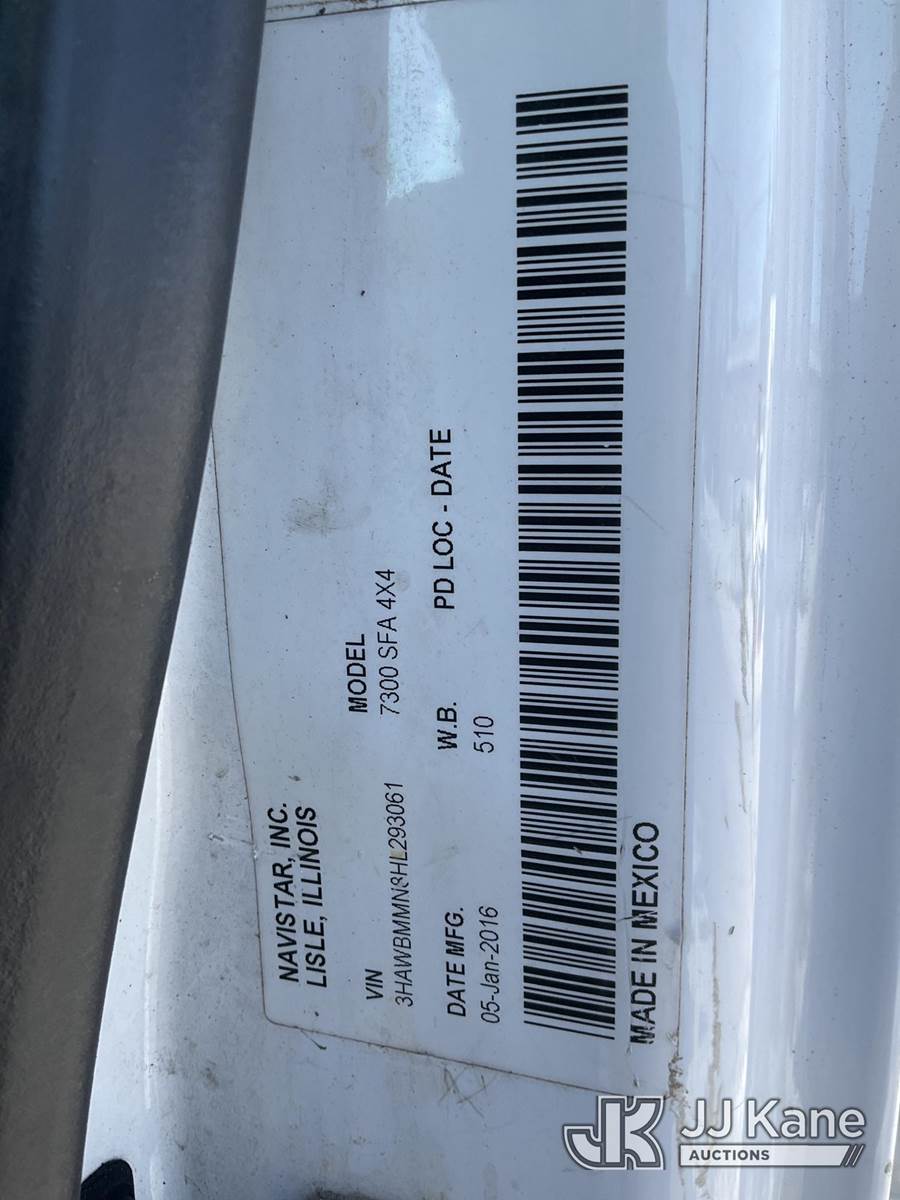 NAVISTAR, INC.
LISLE, ILLINOIS
VIN
3HAWBMMN8HL293061
MODEL
7300 SFA 4X4
DATE MFG.
05-Jan-2016
W.B.
510
PD LOC - DATE
MADE IN MEXICO
JK JJ Kane
AUCTIONS